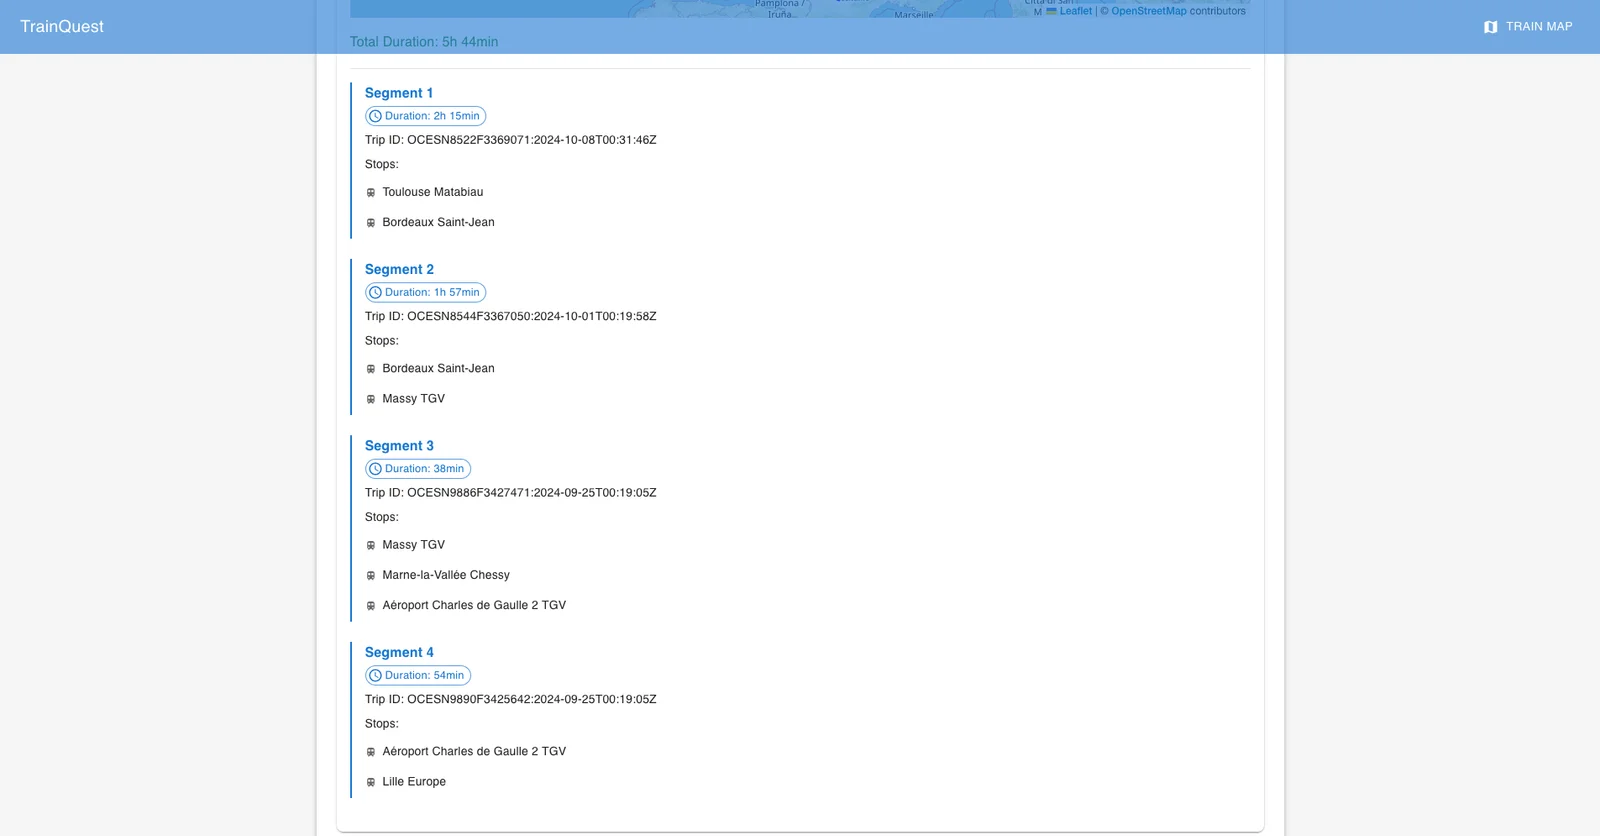 TrainQuest
TRAIN MAP
Pamplona /
Iruña
Marseille
Leaflet | © OpenStreetMap contributors
Total Duration: 5h 44min
Segment 1
Duration: 2h 15min
Trip ID: OCESN8522F3369071:2024-10-08T00:31:46Z
Stops:
Toulouse Matabiau
Bordeaux Saint-Jean
Segment 2
Duration: 1h 57min
Trip ID: OCESN8544F3367050:2024-10-01T00:19:58Z
Stops:
Bordeaux Saint-Jean
Massy TGV
Segment 3
Duration: 38min
Trip ID: OCESN9886F3427471:2024-09-25T00:19:05Z
Stops:
Massy TGV
Marne-la-Vallée Chessy
Aéroport Charles de Gaulle 2 TGV
Segment 4
Duration: 54min
Trip ID: OCESN9890F3425642:2024-09-25T00:19:05Z
Stops:
Aéroport Charles de Gaulle 2 TGV
Lille Europe